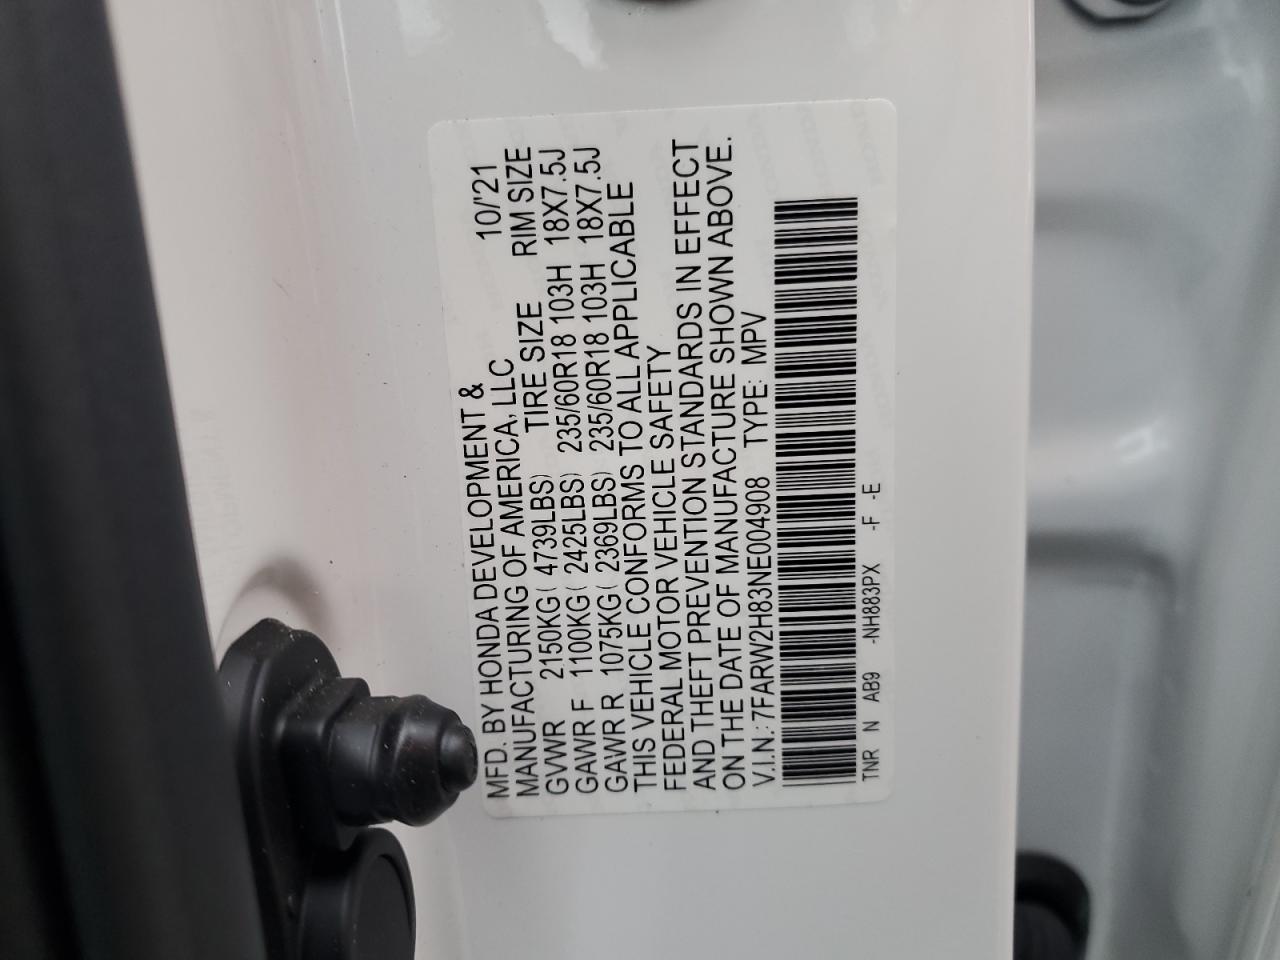 MFD. BY HONDA DEVELOPMENT &
MANUFACTURING OF AMERICA, LLC 10/'21
GVWR 2150KG( 4739LBS) TIRE SIZE RIM SIZE
GAWR F 1100KG( 2425LBS) 235/60R18 103H 18X7.5J
GAWR R 1075KG( 2369LBS) 235/60R18 103H 18X7.5J
THIS VEHICLE CONFORMS TO ALL APPLICABLE
FEDERAL MOTOR VEHICLE SAFETY
AND THEFT PREVENTION STANDARDS IN EFFECT
ON THE DATE OF MANUFACTURE SHOWN ABOVE.
V.I.N.: 7FARW2H83NE004908 TYPE: MPV
TNR N AB9 -NH883PX -F -E